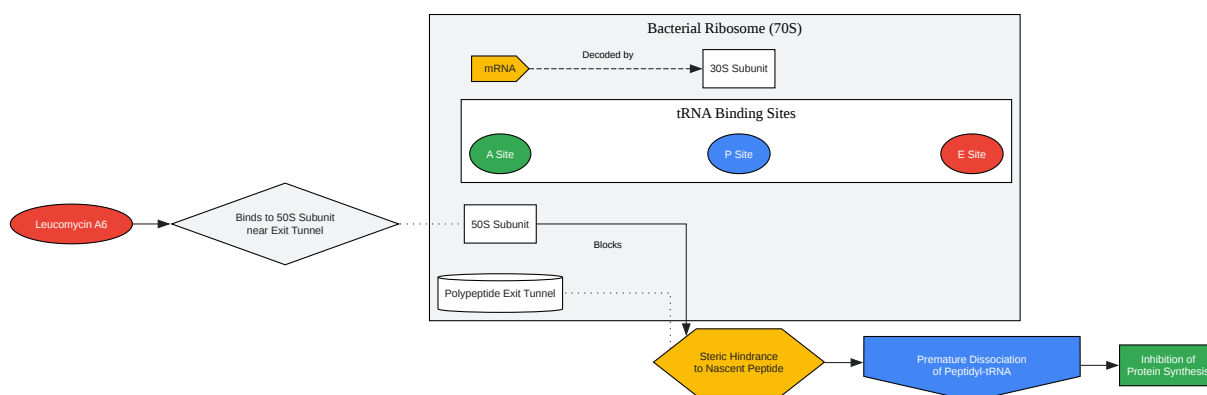 Bacterial Ribosome (70S)
Decoded by
mRNA
30S Subunit
tRNA Binding Sites
A Site
P Site
E Site
Leucomycin A6
Binds to 50S Subunit
near Exit Tunnel
50S Subunit
Blocks
Polypeptide Exit Tunnel
Steric Hindrance
to Nascent Peptide
Premature Dissociation
of Peptidyl-tRNA
Inhibition of
Protein Synthesis